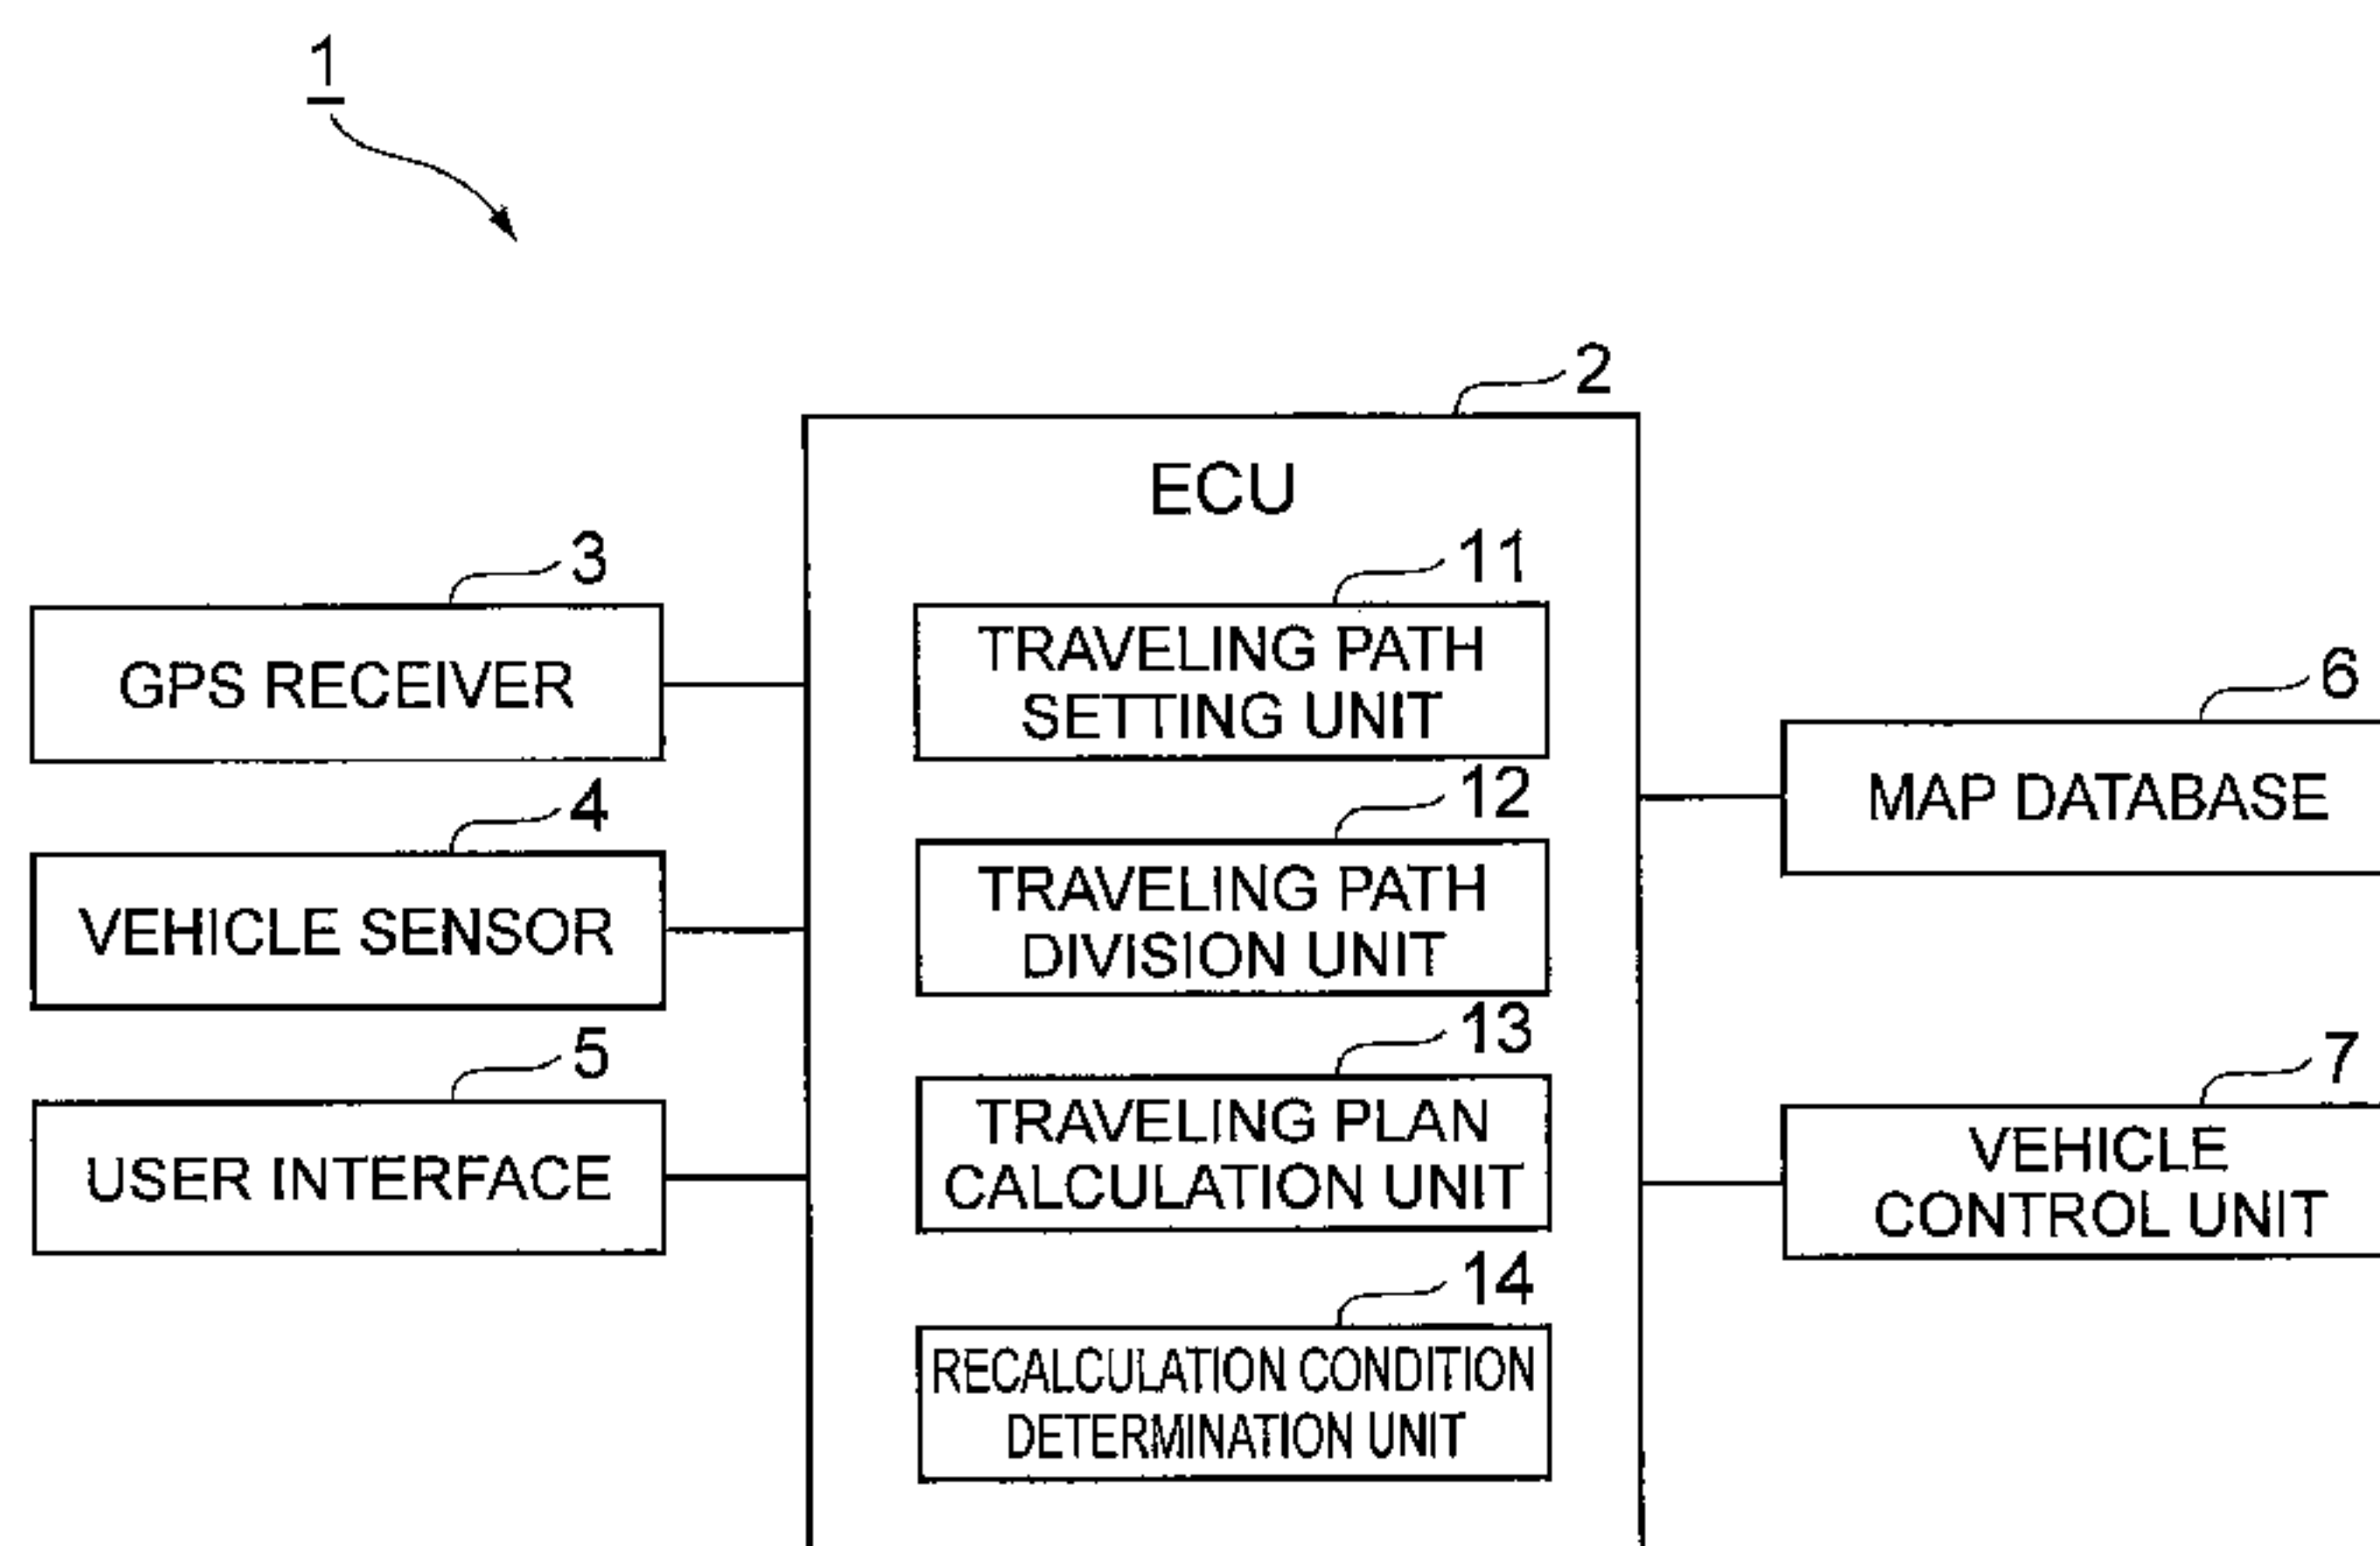 1
2
ECU
3
GPS RECEIVER
4
VEHICLE SENSOR
5
USER INTERFACE
11
TRAVELING PATH
SETTING UNIT
12
TRAVELING PATH
DIVISION UNIT
13
TRAVELING PLAN
CALCULATION UNIT
14
RECALCULATION CONDITION
DETERMINATION UNIT
6
MAP DATABASE
7
VEHICLE
CONTROL UNIT